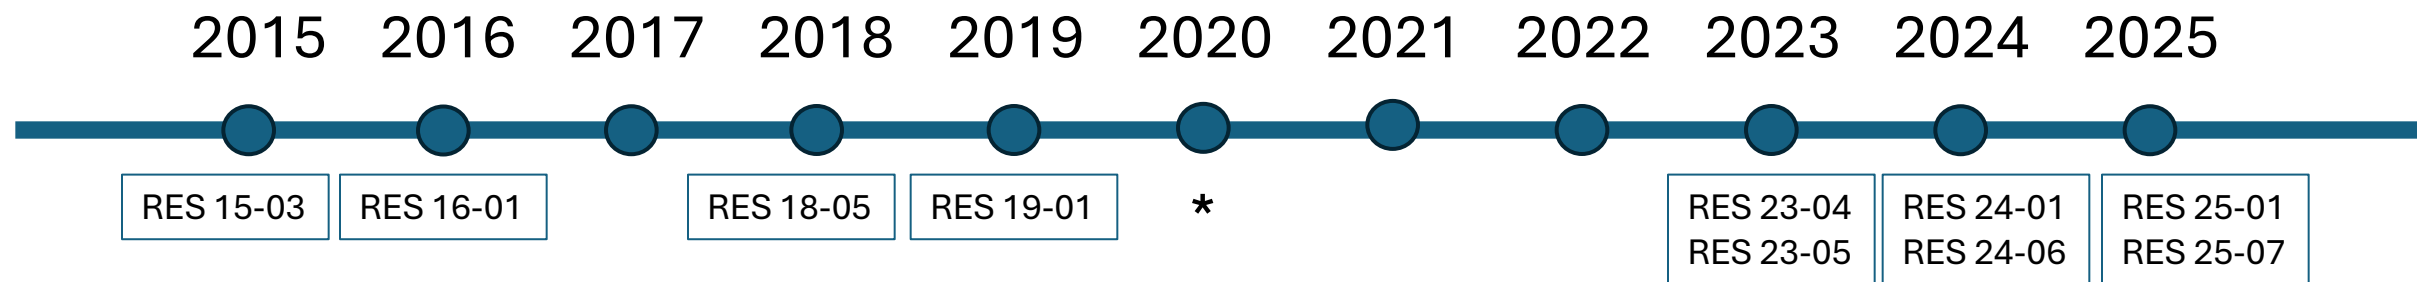 2015 2016 2017 2018 2019 2020 2021 2022 2023 2024 2025
RES 15-03 RES 16-01 RES 18-05 RES 19-01 * RES 23-04 RES 24-01 RES 25-01
RES 23-05 RES 24-06 RES 25-07